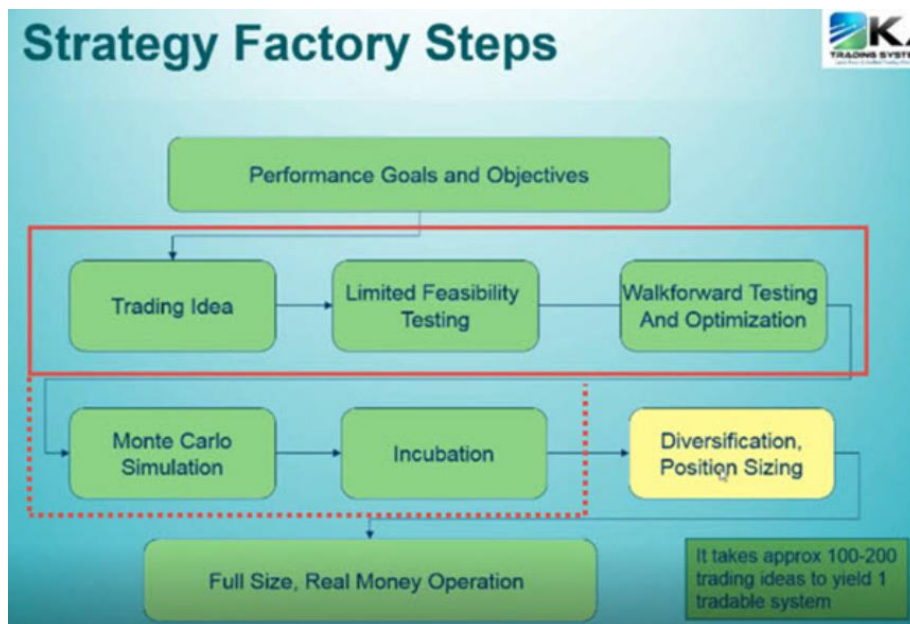 Strategy Factory Steps
TRADING SYSTEM
Performance Goals and Objectives
Trading Idea
Limited Feasibility
Testing
Walkforward Testing
And Optimization
Monte Carlo
Simulation
Incubation
Diversification,
Position Sizing
Full Size, Real Money Operation
It takes approx 100-200
trading ideas to yield 1
tradable system